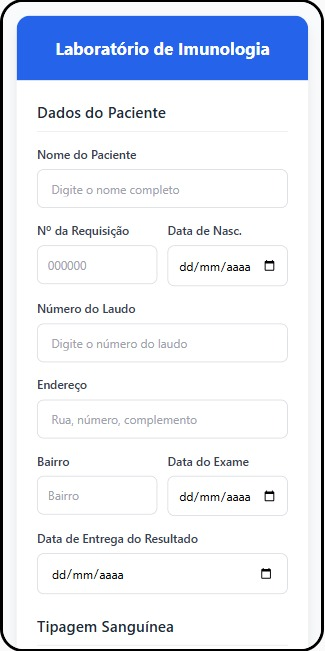 Laboratório de Imunologia
Dados do Paciente
Nome do Paciente
Digite o nome completo
Nº da Requisição Data de Nasc.
000000 dd/mm/aaaa
Número do Laudo
Digite o número do laudo
Endereço
Rua, número, complemento
Bairro Data do Exame
Bairro dd/mm/aaaa
Data de Entrega do Resultado
dd/mm/aaaa
Tipagem Sanguínea